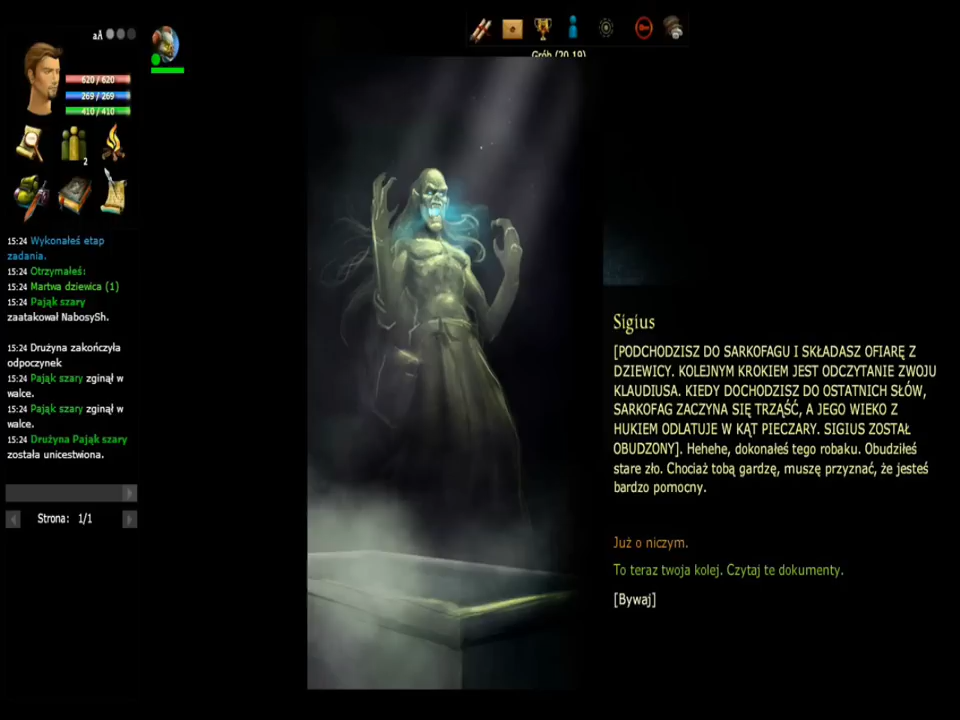 aA
620 / 620
269 / 269
410 / 410
2
Grób (20,19)
15:24 Wykonałeś etap
zadania.
15:24 Otrzymałeś:
15:24 Martwa dziewica (1)
15:24 Pająk szary
zaatakował NabosySh.
15:24 Drużyna zakończyła
odpoczynek
15:24 Pająk szary zginął w
walce.
15:24 Pająk szary zginął w
walce.
15:24 Drużyna Pająk szary
została unicestwiona.
Strona: 1/1
Sigius
[PODCHODZISZ DO SARKOFAGU I SKŁADASZ OFIARĘ Z
DZIEWICY. KOLEJNYM KROKIEM JEST ODCZYTANIE ZWOJU
KLAUDIUSA. KIEDY DOCHODZISZ DO OSTATNICH SŁÓW,
SARKOFAG ZACZYNA SIĘ TRZĄŚĆ, A JEGO WIEKO Z
HUKIEM ODLATUJE W KĄT PIECZARY. SIGIUS ZOSTAŁ
OBUDZONY]. Hehehe, dokonałeś tego robaku. Obudziłeś
stare zło. Chociaż tobą gardzę, muszę przyznać, że jesteś
bardzo pomocny.
Już o niczym.
To teraz twoja kolej. Czytaj te dokumenty.
[Bywaj]